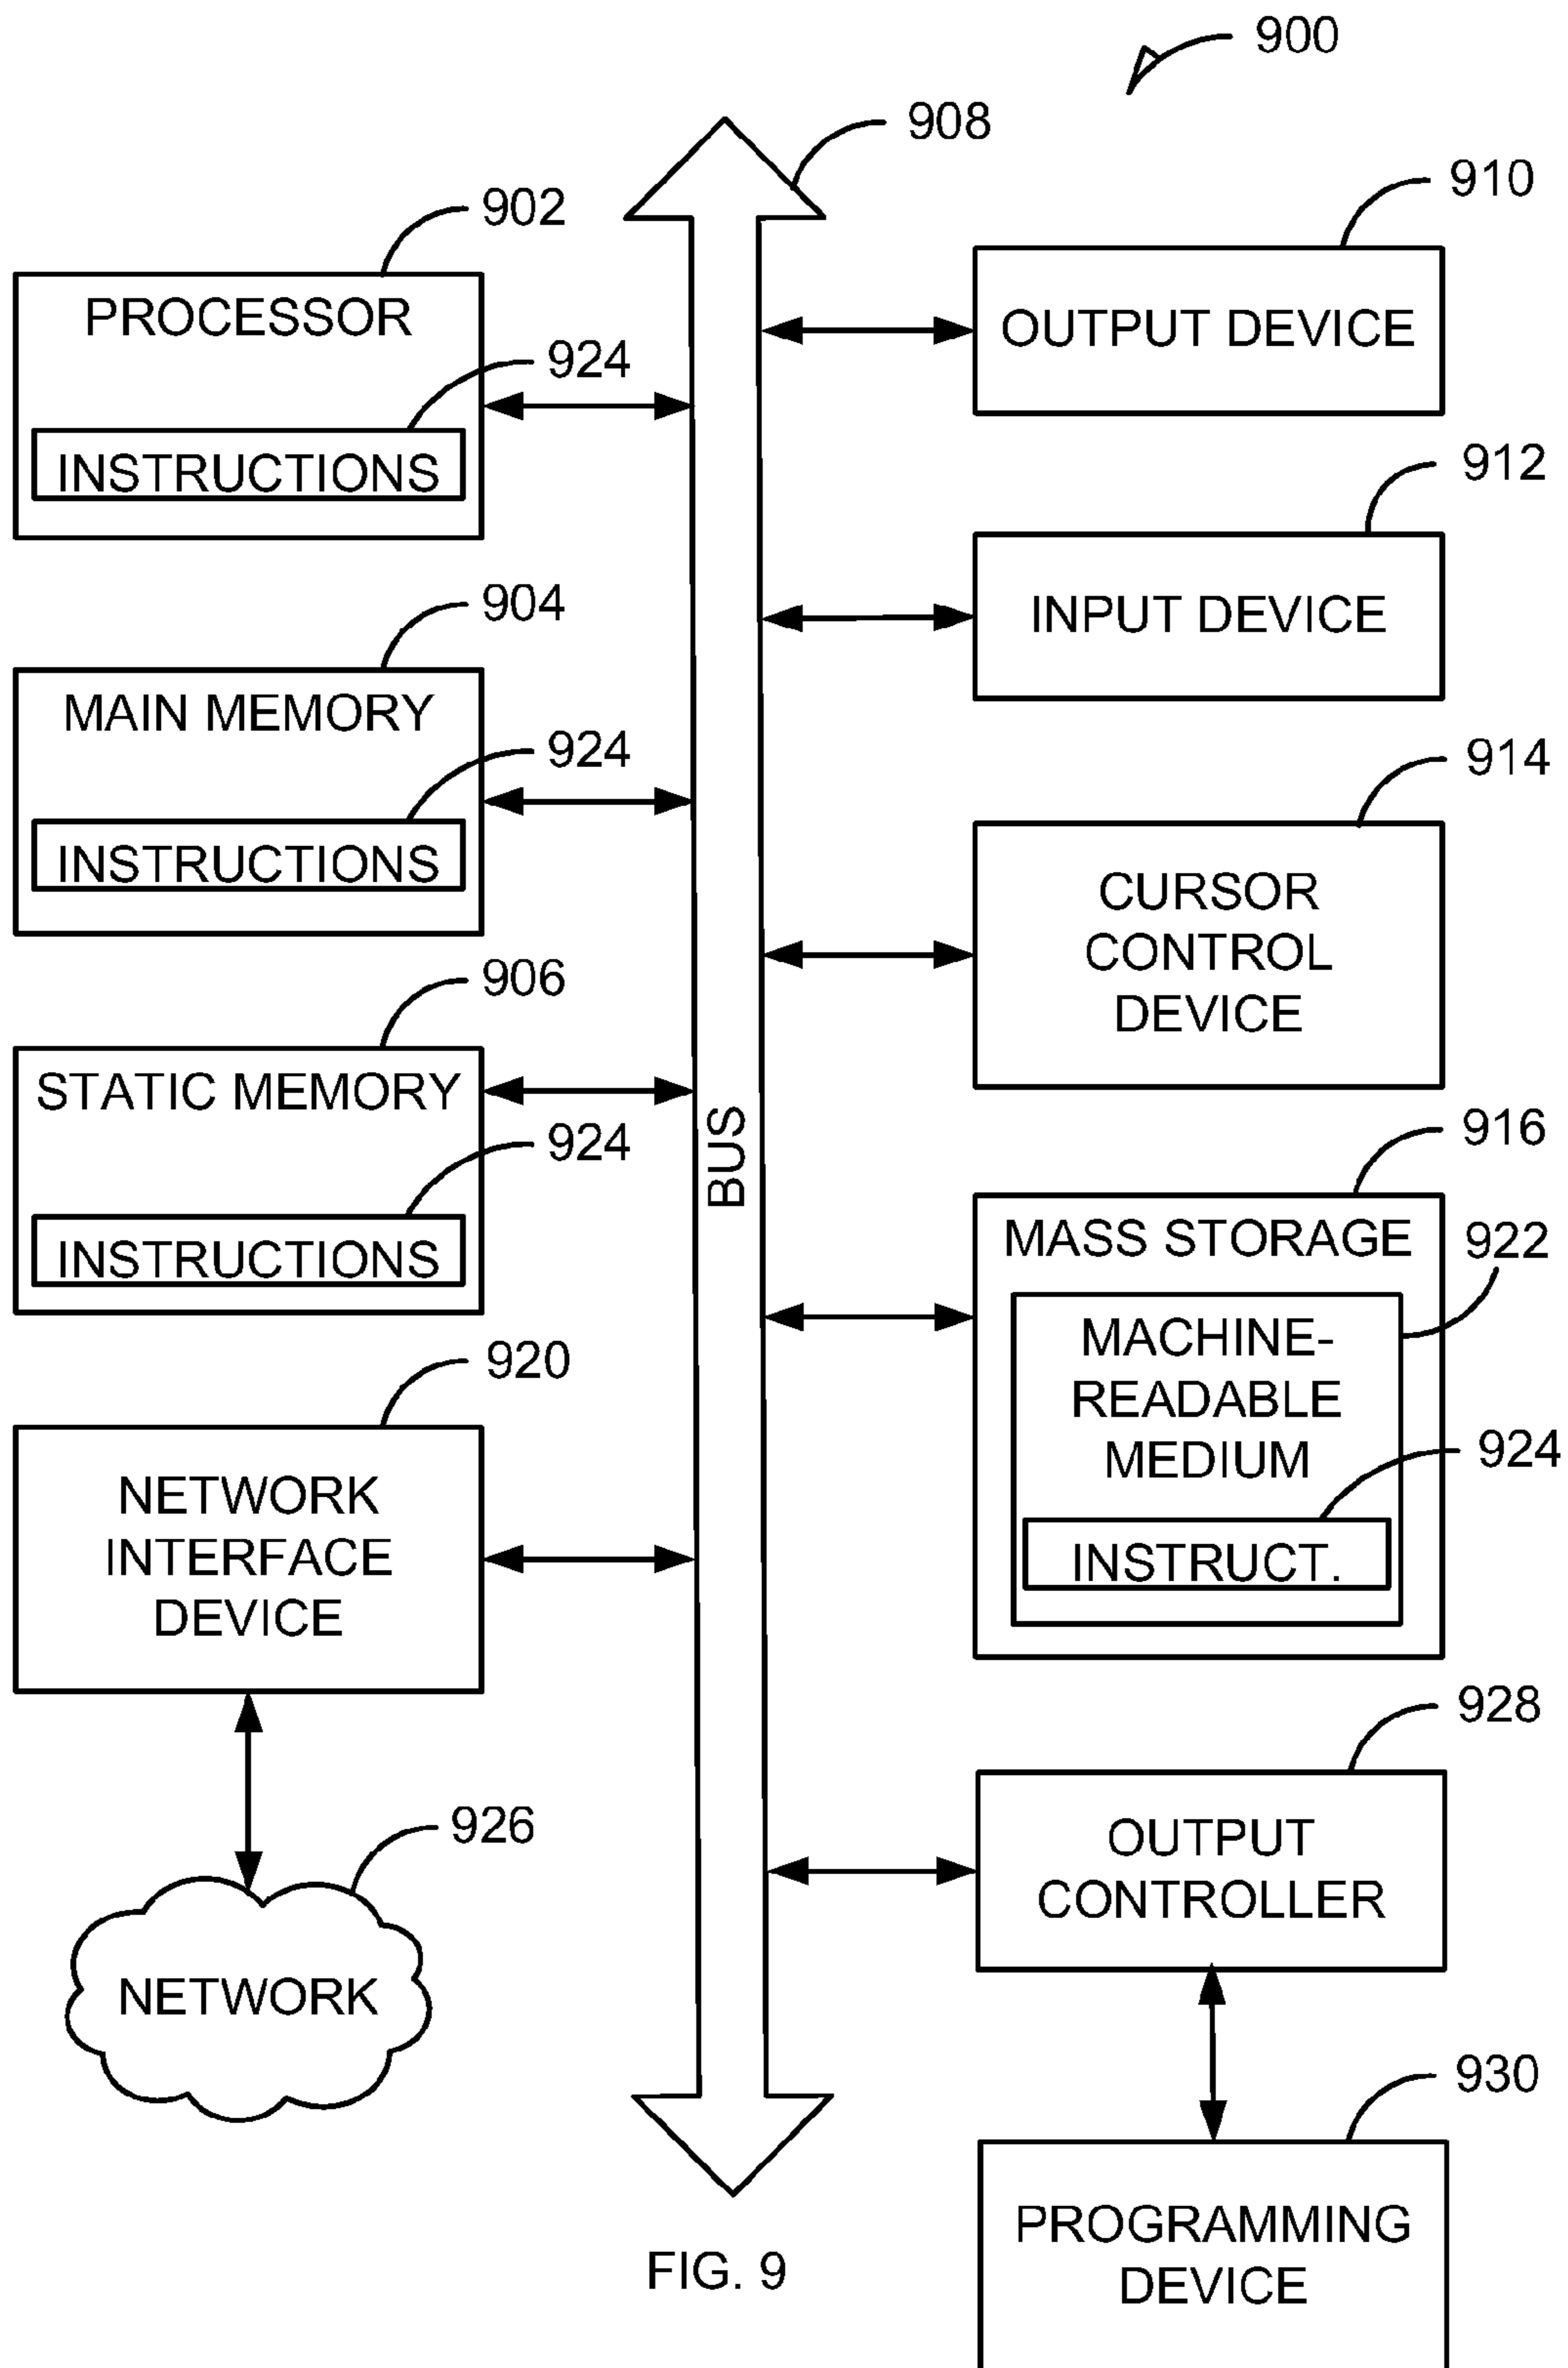 900
908
910
902
PROCESSOR
924
INSTRUCTIONS
OUTPUT DEVICE
912
INPUT DEVICE
904
MAIN MEMORY
924
INSTRUCTIONS
914
CURSOR
CONTROL
DEVICE
906
STATIC MEMORY
924
INSTRUCTIONS
BUS
916
MASS STORAGE
922
MACHINE-
READABLE
MEDIUM
924
INSTRUCT.
920
NETWORK
INTERFACE
DEVICE
928
OUTPUT
CONTROLLER
926
NETWORK
930
PROGRAMMING
DEVICE
FIG. 9